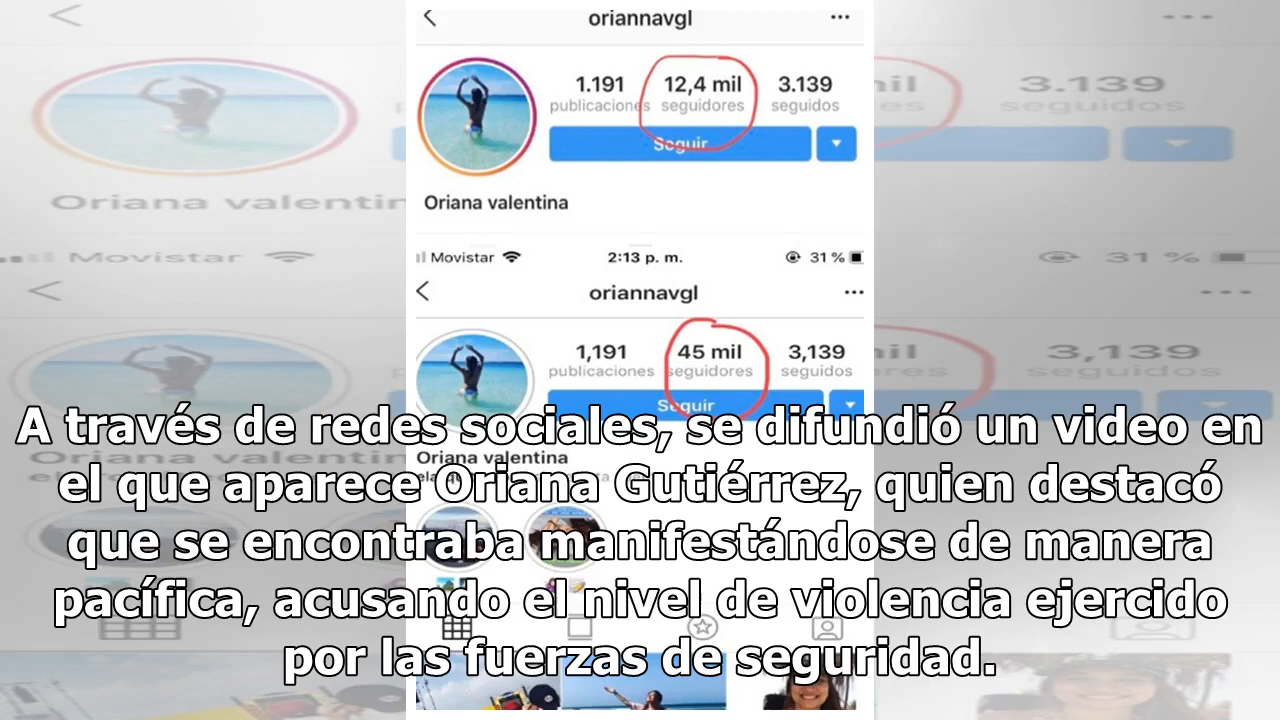 oriannavgl
1.191 12,4 mil 3.139
publicaciones seguidores seguidos
Seguir
Oriana valentina
Movistar 2:13 p. m. 31 %
oriannavgl
1,191 45 mil 3,139
publicaciones seguidores seguidos
Seguir
A través de redes sociales, se difundió un video en
Oriana valentina
el que aparece Oriana Gutiérrez, quien destacó
que se encontraba manifestándose de manera
pacífica, acusando el nivel de violencia ejercido
por las fuerzas de seguridad.